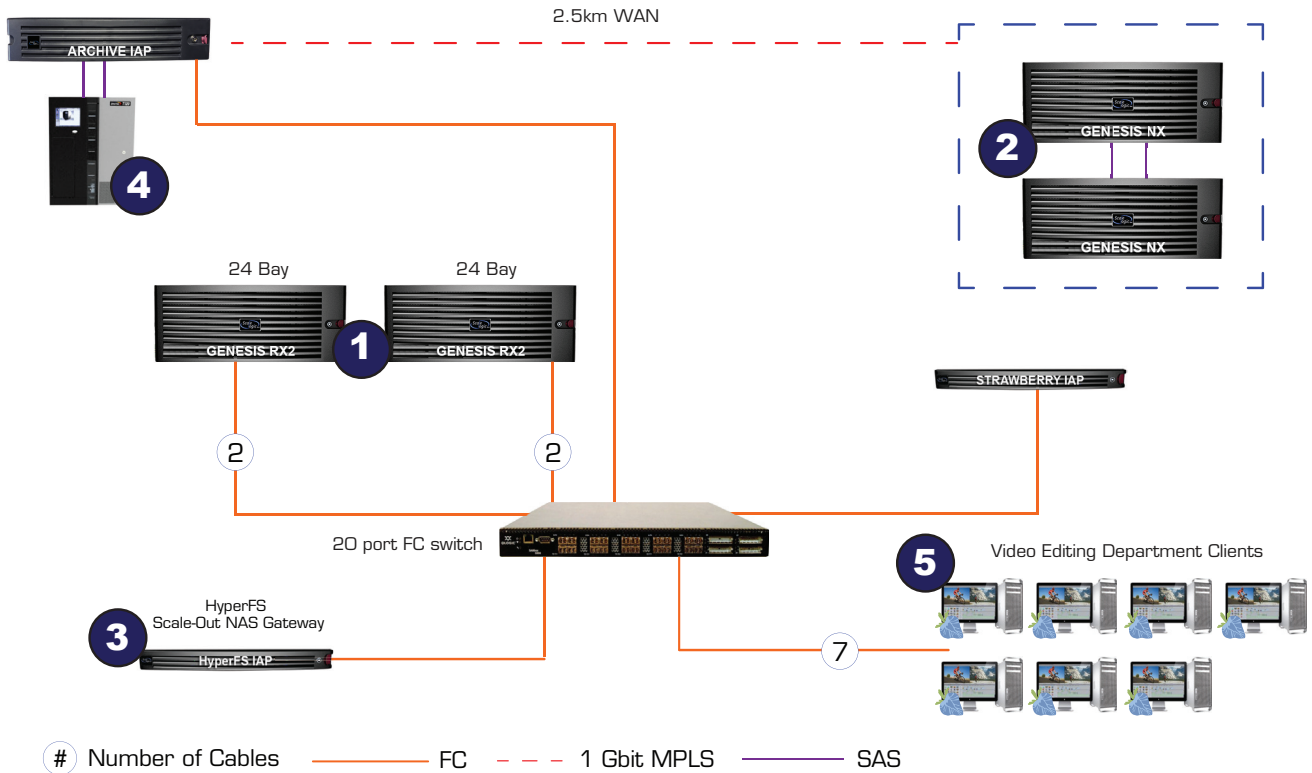 2.5km WAN
ARCHIVE IAP
GENESIS NX
2
GENESIS NX
4
24 Bay
24 Bay
GENESIS RX2
1
GENESIS RX2
STRAWBERRY IAP
2
2
20 port FC switch
5
Video Editing Department Clients
HyperFS
Scale-Out NAS Gateway
3
HyperFS IAP
7
# Number of Cables
FC
1 Gbit MPLS
SAS